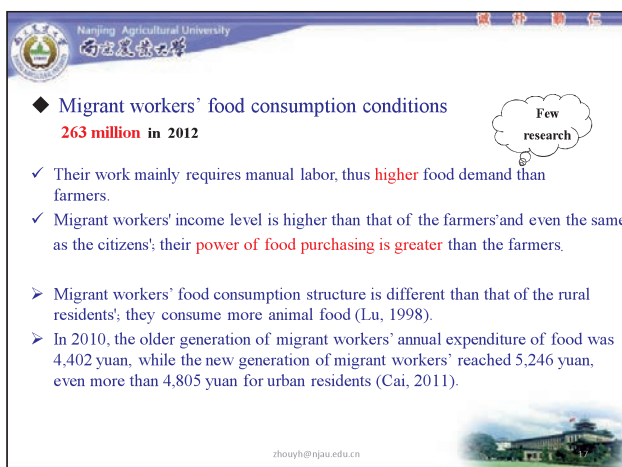 诚 朴 勤 仁
Nanjing Agricultural University
南京农业大学
◆ Migrant workers' food consumption conditions
263 million in 2012
Few
research
✓ Their work mainly requires manual labor, thus higher food demand than
farmers.
✓ Migrant workers' income level is higher than that of the farmers'and even the same
as the citizens'; their power of food purchasing is greater than the farmers.
➢ Migrant workers' food consumption structure is different than that of the rural
residents'; they consume more animal food (Lu, 1998).
➢ In 2010, the older generation of migrant workers' annual expenditure of food was
4,402 yuan, while the new generation of migrant workers' reached 5,246 yuan,
even more than 4,805 yuan for urban residents (Cai, 2011).
zhouyh@njau.edu.cn
17